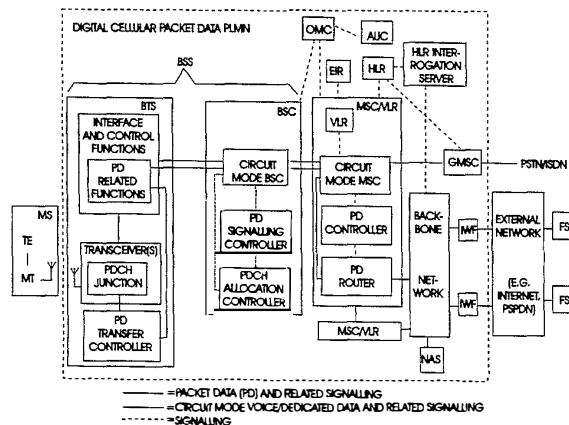 DIGITAL CELLULAR PACKET DATA PLMN
OMC
AUC
BSS
EIR
HLR
HLR INTER-
ROGATION
SERVER
BTS
INTERFACE
AND CONTROL
FUNCTIONS
PD
RELATED
FUNCTIONS
BSC
CIRCUIT
MODE BSC
MSC/VLR
VLR
CIRCUIT
MODE MSC
GMSC
PSTN/ISDN
MS
TE
MT
TRANSCEIVER(S)
PDCH
JUNCTION
PD
TRANSFER
CONTROLLER
PD
SIGNALLING
CONTROLLER
PDCH
ALLOCATION
CONTROLLER
PD
CONTROLLER
PD
ROUTER
MSC/VLR
BACK-
BONE
NET-
WORK
NAS
IWF
IWF
EXTERNAL
NETWORK
(E.G.
INTERNET,
PSPDN)
FS
FS
=PACKET DATA (PD) AND RELATED SIGNALLING
=CIRCUIT MODE VOICE/DEDICATED DATA AND RELATED SIGNALLING
=SIGNALLING